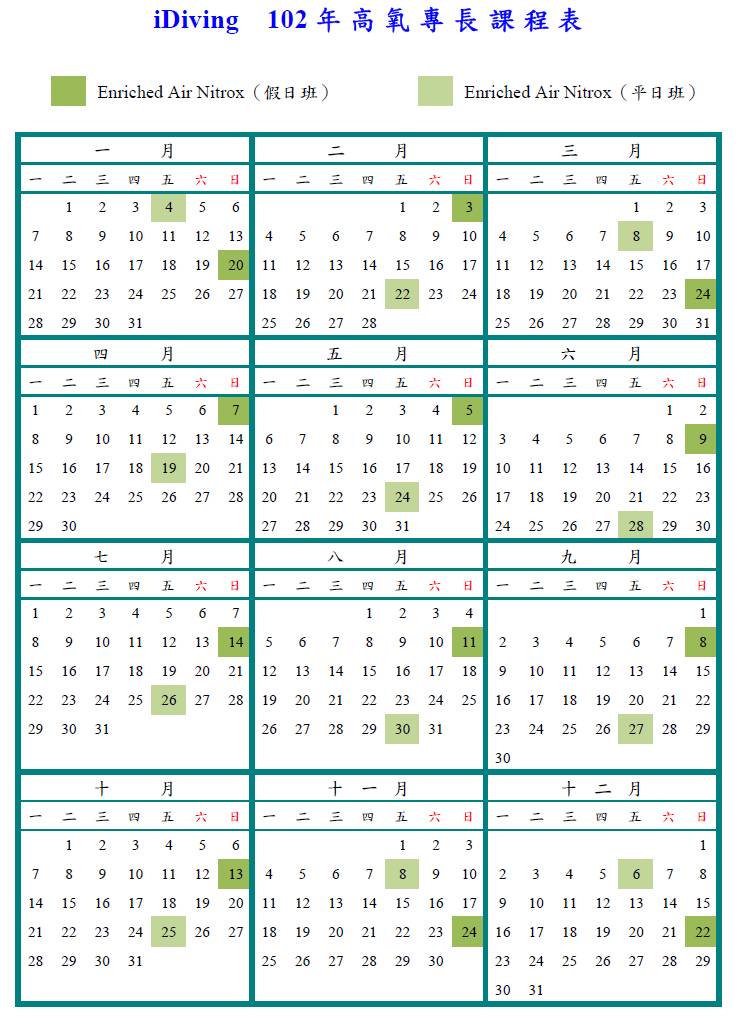 iDiving 102 年 高 氧 專 長 課 程 表
Enriched Air Nitrox（假日班） Enriched Air Nitrox（平日班）
一 月
一 二 三 四 五 六 日
1 2 3 4 5 6
7 8 9 10 11 12 13
14 15 16 17 18 19 20
21 22 23 24 25 26 27
28 29 30 31
二 月
一 二 三 四 五 六 日
1 2 3
4 5 6 7 8 9 10
11 12 13 14 15 16 17
18 19 20 21 22 23 24
25 26 27 28
三 月
一 二 三 四 五 六 日
1 2 3
4 5 6 7 8 9 10
11 12 13 14 15 16 17
18 19 20 21 22 23 24
25 26 27 28 29 30 31
四 月
一 二 三 四 五 六 日
1 2 3 4 5 6 7
8 9 10 11 12 13 14
15 16 17 18 19 20 21
22 23 24 25 26 27 28
29 30
五 月
一 二 三 四 五 六 日
1 2 3 4 5
6 7 8 9 10 11 12
13 14 15 16 17 18 19
20 21 22 23 24 25 26
27 28 29 30 31
六 月
一 二 三 四 五 六 日
1 2
3 4 5 6 7 8 9
10 11 12 13 14 15 16
17 18 19 20 21 22 23
24 25 26 27 28 29 30
七 月
一 二 三 四 五 六 日
1 2 3 4 5 6 7
8 9 10 11 12 13 14
15 16 17 18 19 20 21
22 23 24 25 26 27 28
29 30 31
八 月
一 二 三 四 五 六 日
1 2 3 4
5 6 7 8 9 10 11
12 13 14 15 16 17 18
19 20 21 22 23 24 25
26 27 28 29 30 31
九 月
一 二 三 四 五 六 日
1
2 3 4 5 6 7 8
9 10 11 12 13 14 15
16 17 18 19 20 21 22
23 24 25 26 27 28 29
30
十 月
一 二 三 四 五 六 日
1 2 3 4 5 6
7 8 9 10 11 12 13
14 15 16 17 18 19 20
21 22 23 24 25 26 27
28 29 30 31
十 一 月
一 二 三 四 五 六 日
1 2 3
4 5 6 7 8 9 10
11 12 13 14 15 16 17
18 19 20 21 22 23 24
25 26 27 28 29 30
十 二 月
一 二 三 四 五 六 日
1
2 3 4 5 6 7 8
9 10 11 12 13 14 15
16 17 18 19 20 21 22
23 24 25 26 27 28 29
30 31